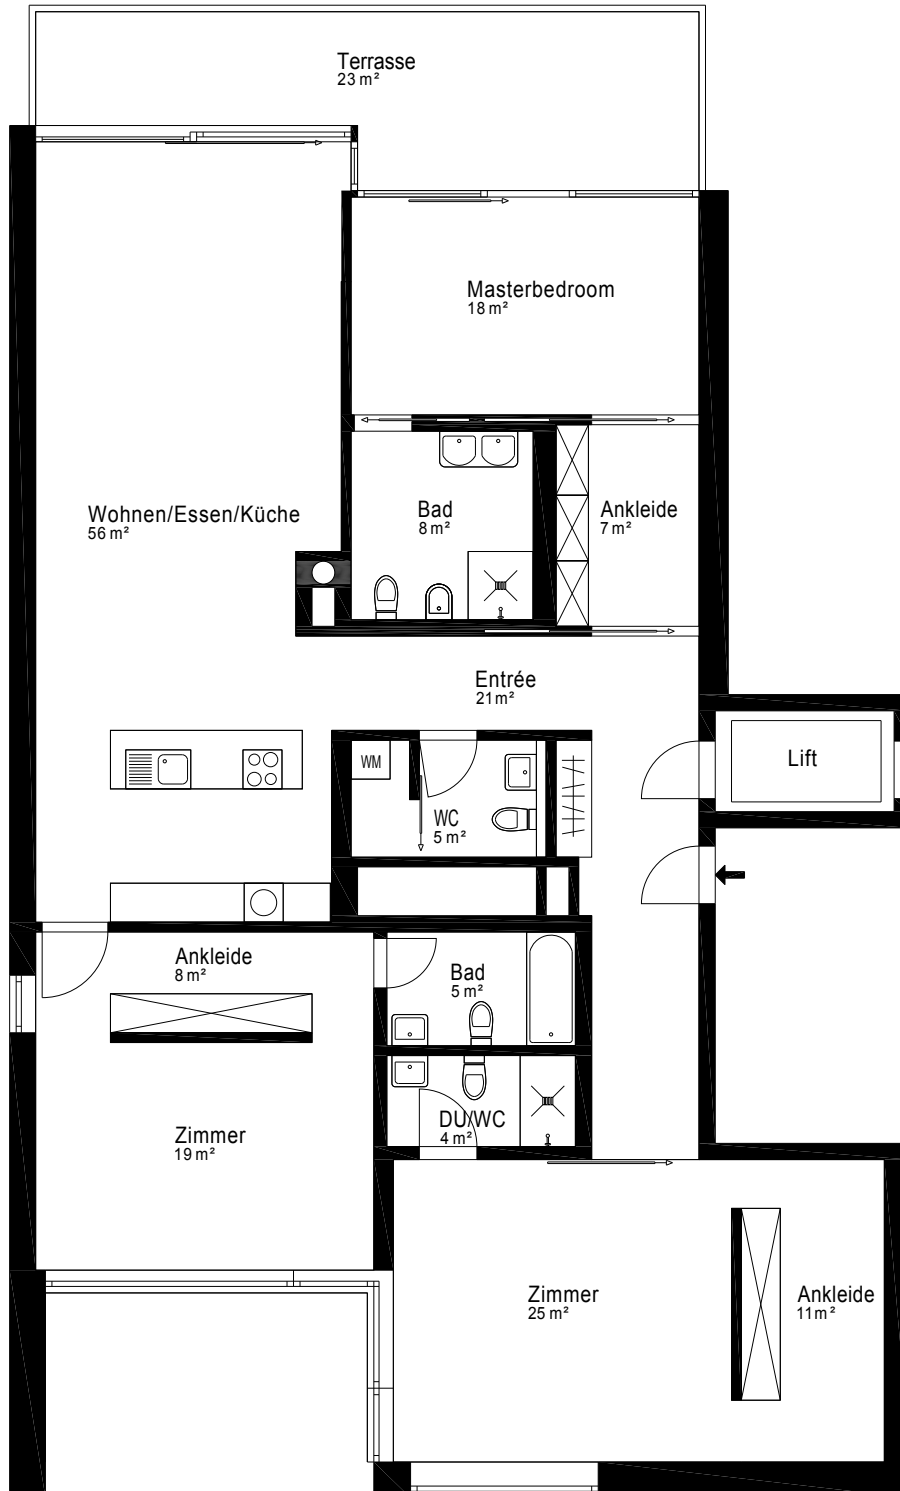 Terrasse
23 m²
Masterbedroom
18 m²
Wohnen/Essen/Küche
56 m²
Bad
8 m²
Ankleide
7 m²
Entrée
21 m²
Lift
WM
WC
5 m²
Ankleide
8 m²
Bad
5 m²
DU/WC
4 m²
Zimmer
19 m²
Zimmer
25 m²
Ankleide
11 m²